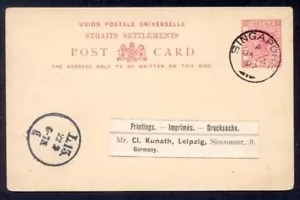 UNION POSTALE UNIVERSELLE
STRAITS SETTLEMENTS
POST CARD
THE ADDRESS ONLY TO BE WRITTEN ON THIS SIDE
SINGAPO
Printings. — Imprimés. — Drucksache.
Mr. Cl. Kunath, Leipzig, Simsonstr. 9.
Germany.